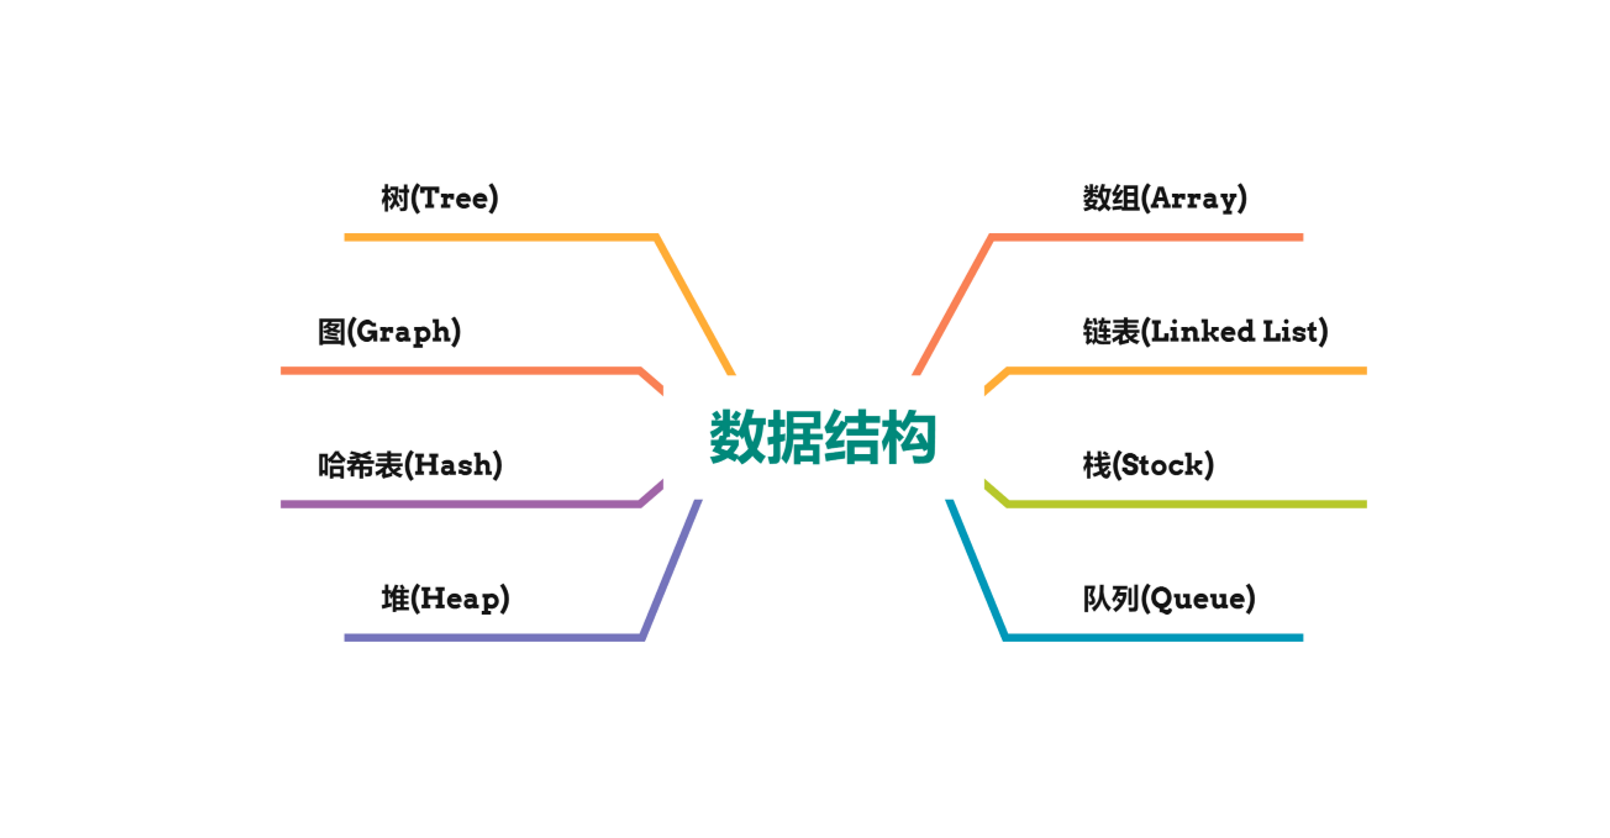 树(Tree)
数组(Array)
图(Graph)
链表(Linked List)
数据结构
哈希表(Hash)
栈(Stock)
堆(Heap)
队列(Queue)